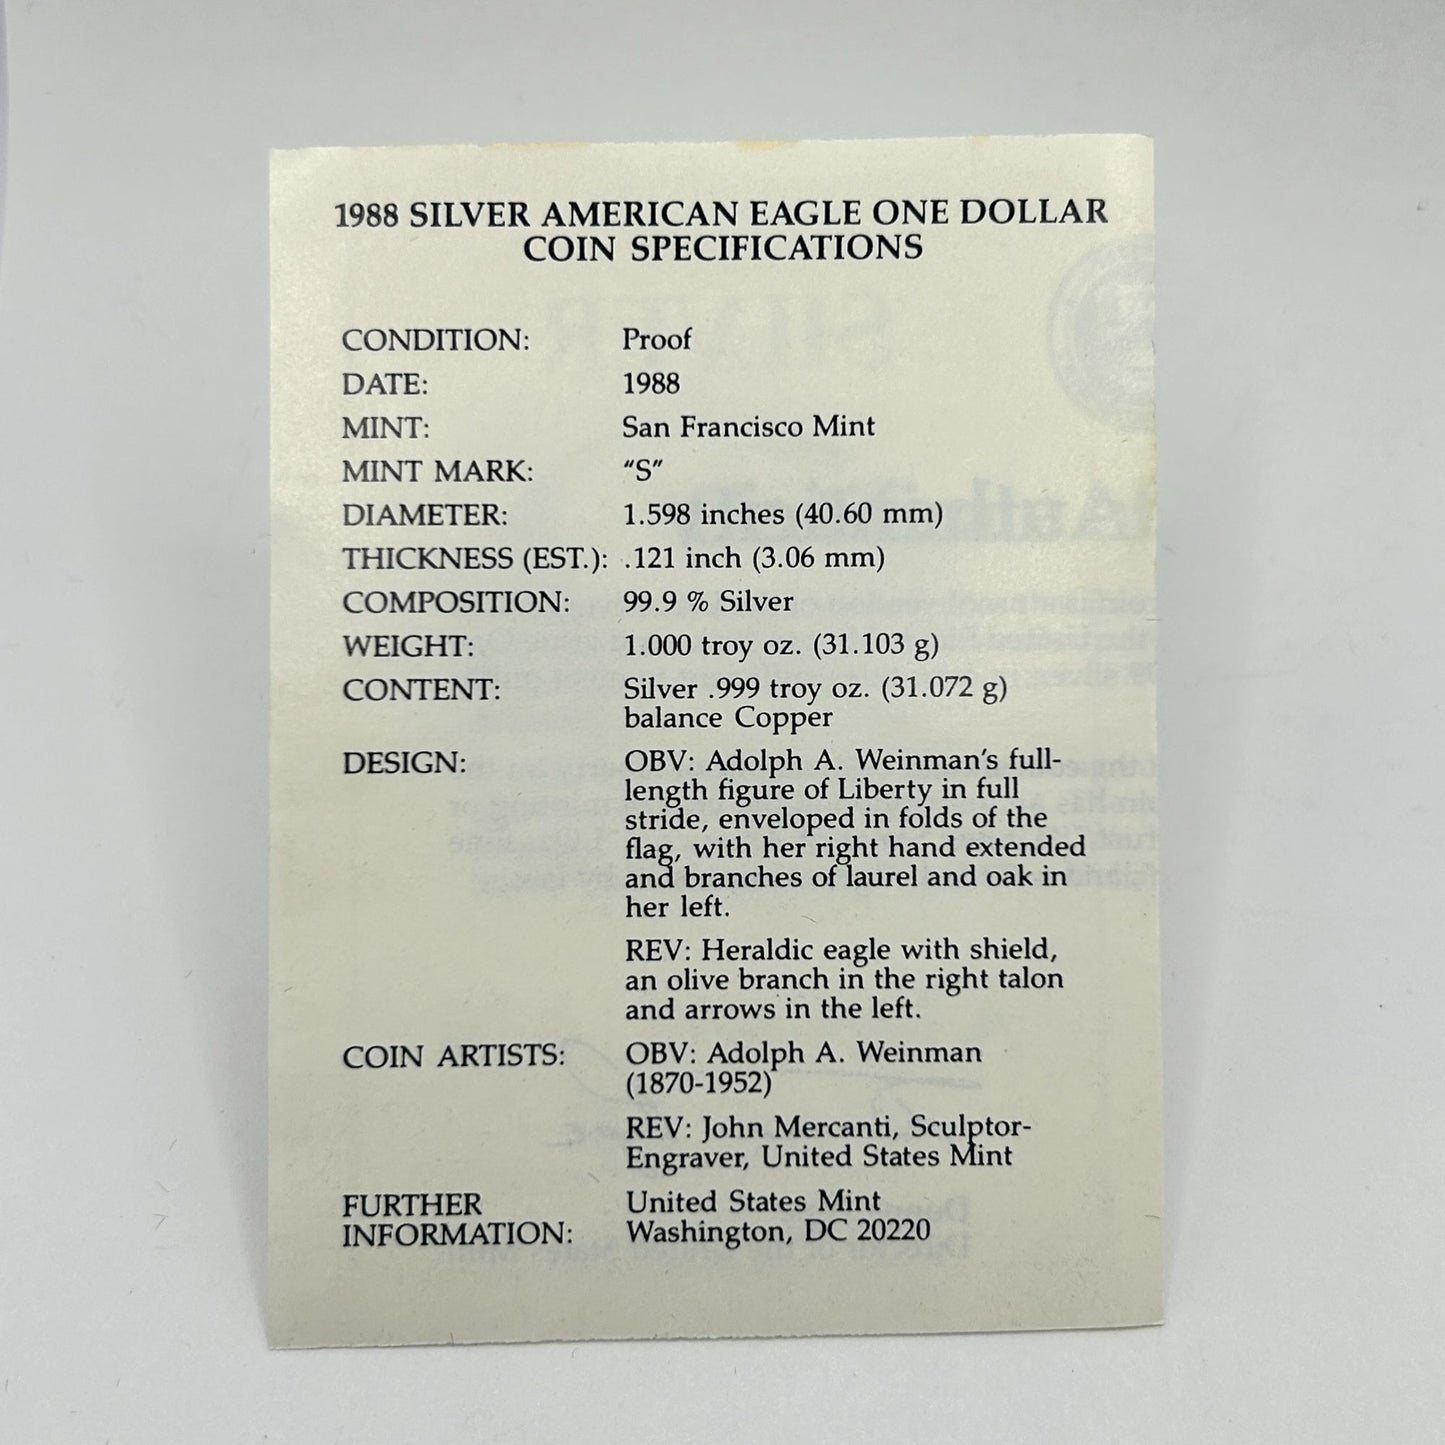 1988 SILVER AMERICAN EAGLE ONE DOLLAR
COIN SPECIFICATIONS
CONDITION: Proof
DATE: 1988
MINT: San Francisco Mint
MINT MARK: "S"
DIAMETER: 1.598 inches (40.60 mm)
THICKNESS (EST.): .121 inch (3.06 mm)
COMPOSITION: 99.9 % Silver
WEIGHT: 1.000 troy oz. (31.103 g)
CONTENT: Silver .999 troy oz. (31.072 g)
balance Copper
DESIGN: OBV: Adolph A. Weinman's full-
length figure of Liberty in full
stride, enveloped in folds of the
flag, with her right hand extended
and branches of laurel and oak in
her left.
REV: Heraldic eagle with shield,
an olive branch in the right talon
and arrows in the left.
COIN ARTISTS: OBV: Adolph A. Weinman
(1870-1952)
REV: John Mercanti, Sculptor-
Engraver, United States Mint
FURTHER United States Mint
INFORMATION: Washington, DC 20220